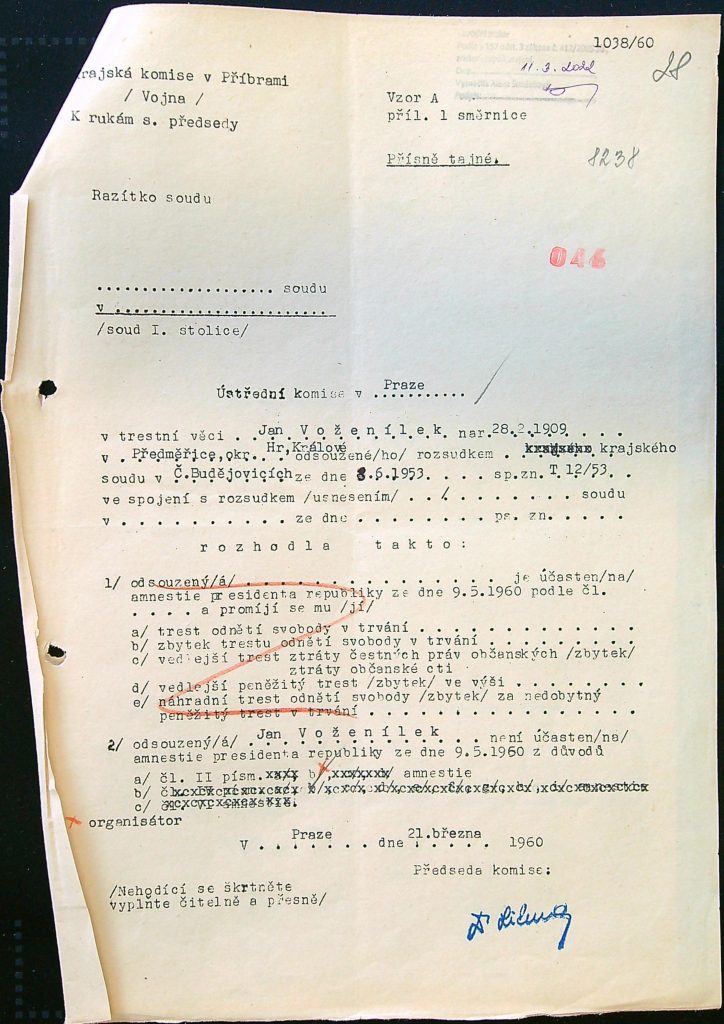 1038/60
28
11.3.2022
Krajská komise v Příbrami
/ Vojna /
K rukám s. předsedy
Vzor A
příl. 1 směrnice
Přísně tajné.
8238
Razítko soudu
046
.................... soudu
v .........................
/soud I. stolice/
Ústřední komise v Praze
v trestní věci . . Jan V o ž e n í l e k nar. 28.2.1909 . . . .
v Předměřice, okr. Hr, Králové odsouzené/ho/ rozsudkem . . krajského
soudu v Č.Budějovicích ze dne 8.6.1953 . . . . sp.zn. T 12/53. . . . .
ve spojení s rozsudkem /usnesením/ . . . . . . . . . soudu
v . . . . . . . . . . ze dne . . . . . . . ps. zn. . . . . .
r o z h o d l a t a k t o :
1/ odsouzený/á/ . . . . . . . . . . . . . . . . . je účasten/na/
amnestie presidenta republiky ze dne 9.5.1960 podle čl.
. . . . a promíjí se mu /jí/
a/ trest odnětí svobody v trvání . . . . . . . . . . . . .
b/ zbytek trestu odnětí svobody v trvání . . . . . . . . .
c/ vedlejší trest ztráty čestných práv občanských /zbytek/
ztráty občanské cti
d/ vedlejší peněžitý trest /zbytek/ ve výši . . . . . . .
e/ náhradní trest odnětí svobody /zbytek/ za nedobytný
peněžitý trest v trvání . . . . . . . . . . . . . . . .
2/ odsouzený/á/ Jan V o ž e n í l e k . . . . není účasten/na/
amnestie presidenta republiky ze dne 9.5.1960 z důvodů
a/ čl. II písm. b/, amnestie
b/
c/
x organisátor
V . . Praze . . . dne 21.března 1960
Předseda komise:
/Nehodící se škrtněte
vyplnte čitelně a přesně/